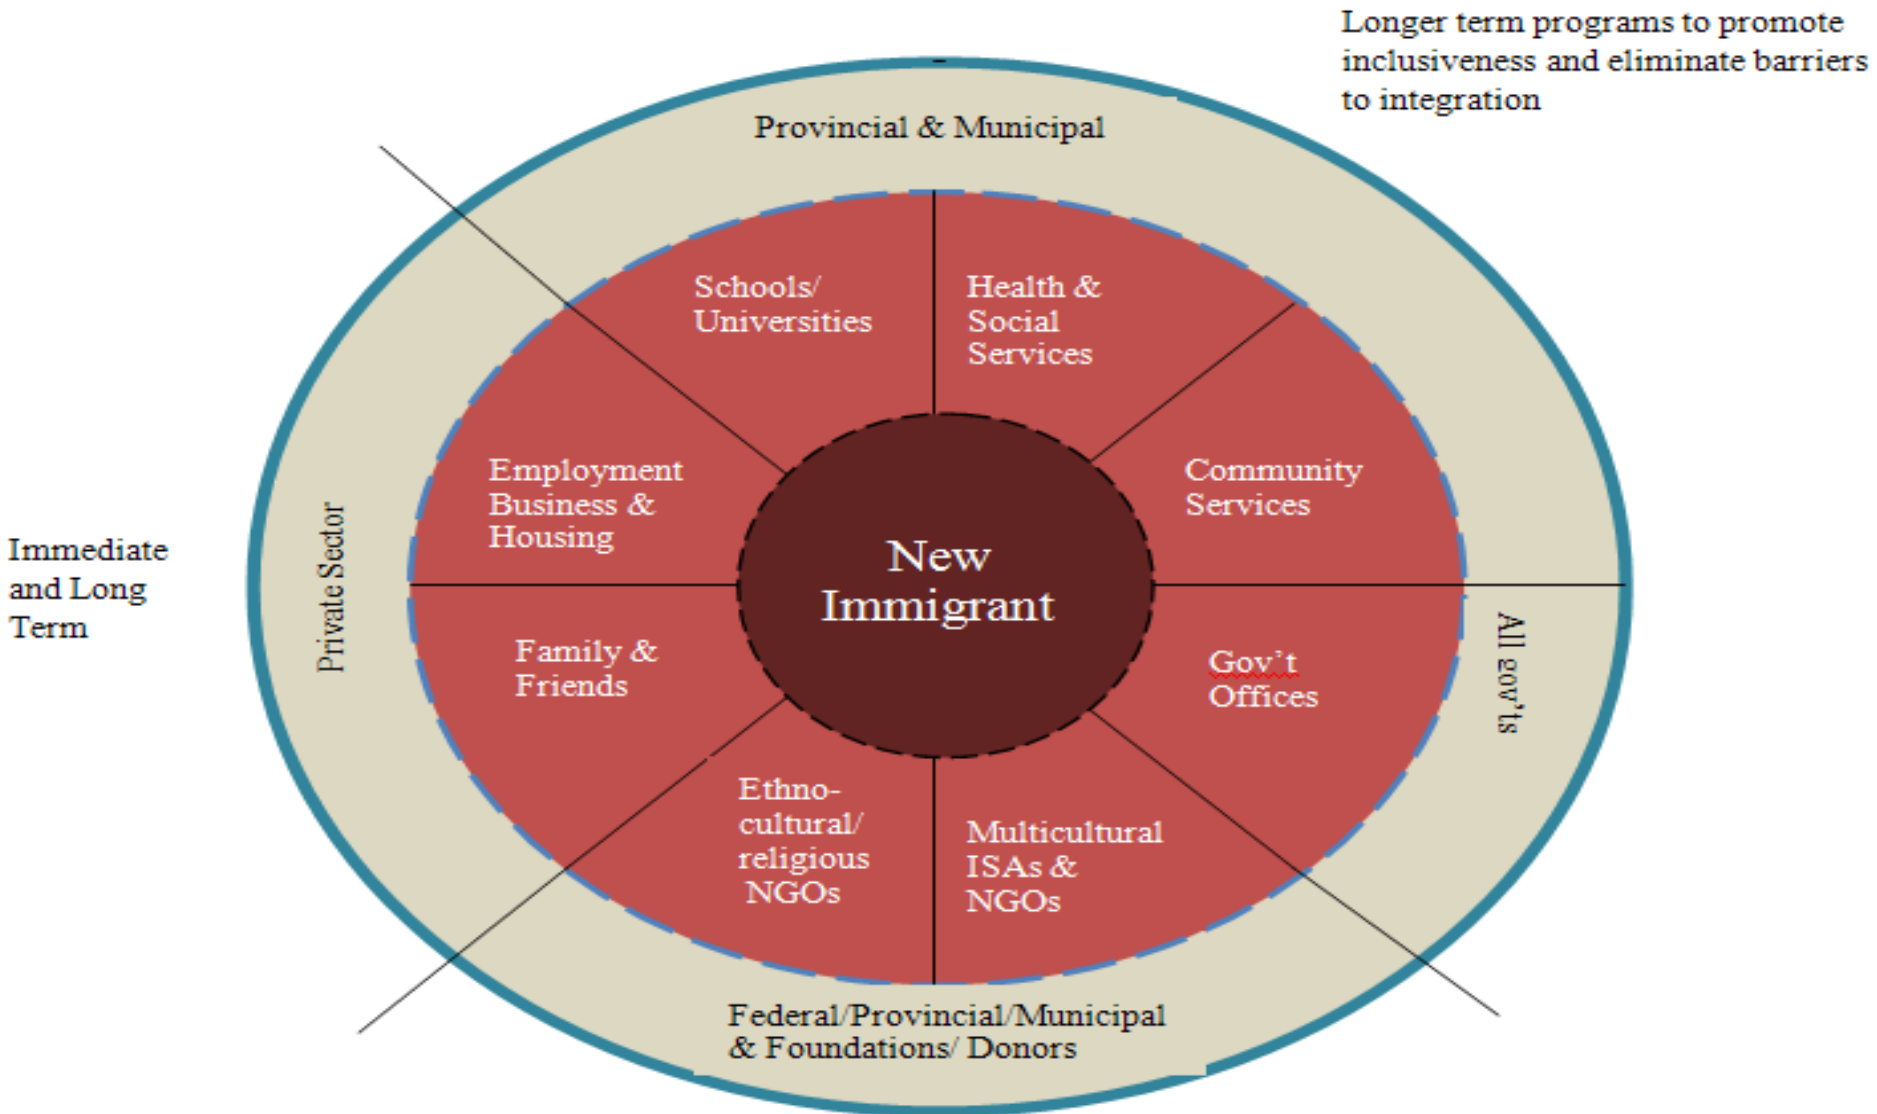 Longer term programs to promote
inclusiveness and eliminate barriers
to integration
Provincial & Municipal
Schools/
Universities
Health &
Social
Services
Employment
Business &
Housing
Community
Services
Immediate
and Long
Term
Private Sector
New
Immigrant
Family &
Friends
Gov't
Offices
All gov'ts
Ethno-
cultural/
religious
NGOs
Multicultural
ISAs &
NGOs
Federal/Provincial/Municipal
& Foundations/ Donors